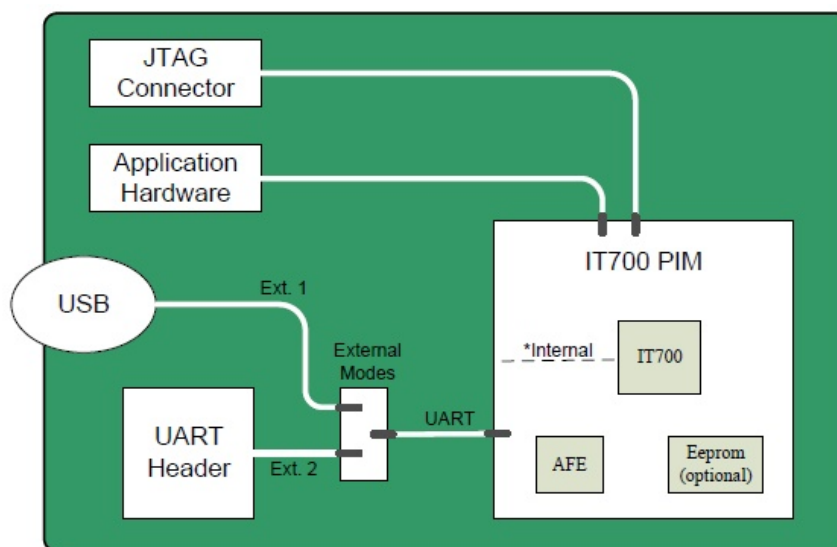 JTAG
Connector
Application
Hardware
IT700 PIM
USB
Ext. 1
External
Modes
*Internal
IT700
UART
Header
Ext. 2
UART
AFE
Eeprom
(optional)